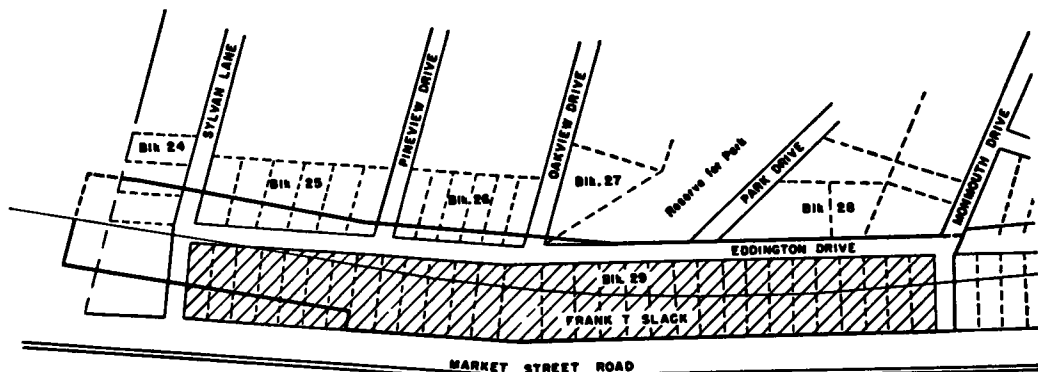 SYLVAN LANE
PINEVIEW DRIVE
OAKVIEW DRIVE
MONMOUTH DRIVE
Blk 24
Blk. 25
Blk. 26
Blk. 27
Reserve for Park
PARK DRIVE
Blk 28
EDDINGTON DRIVE
Blk. 29
FRANK T SLACK
MARKET STREET ROAD